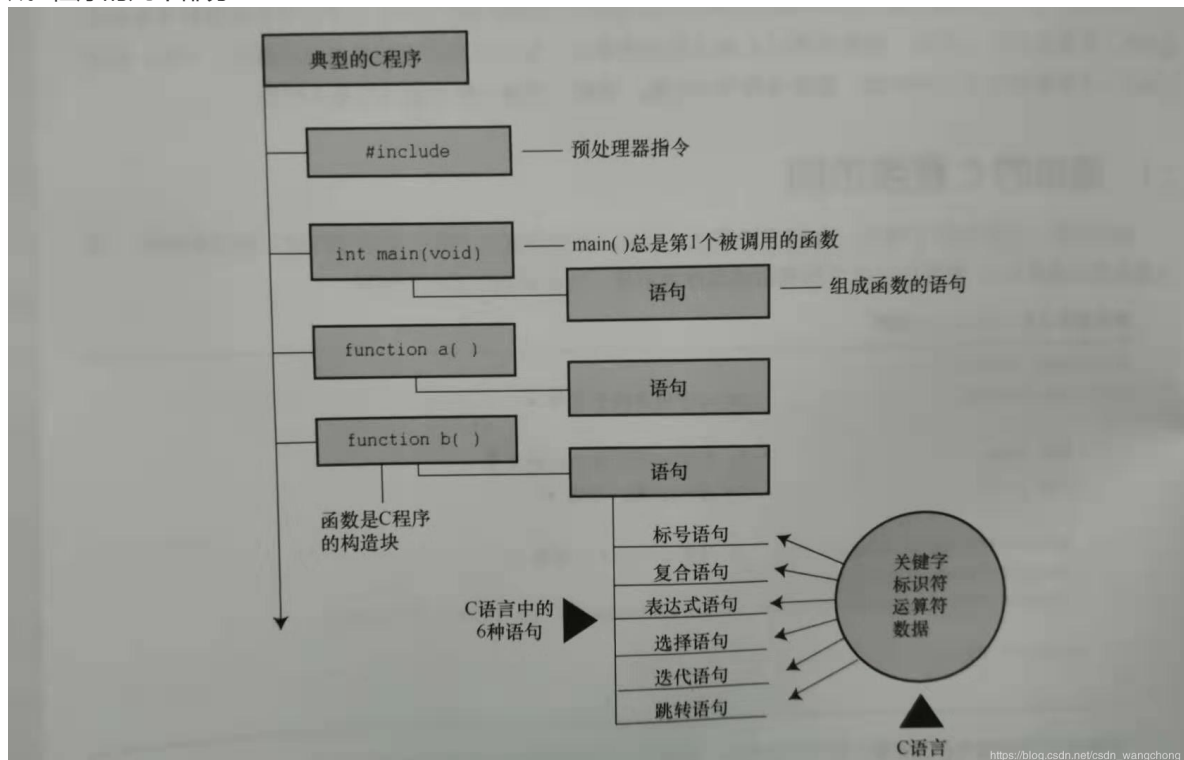 典型的C程序
#include
预处理器指令
int main(void)
main( )总是第1个被调用的函数
语句
组成函数的语句
function a( )
语句
function b( )
语句
函数是C程序
的构造块
标号语句
复合语句
表达式语句
选择语句
迭代语句
跳转语句
C语言中的
6种语句
关键字
标识符
运算符
数据
C语言
https://blog.csdn.net/csdn_wangchong